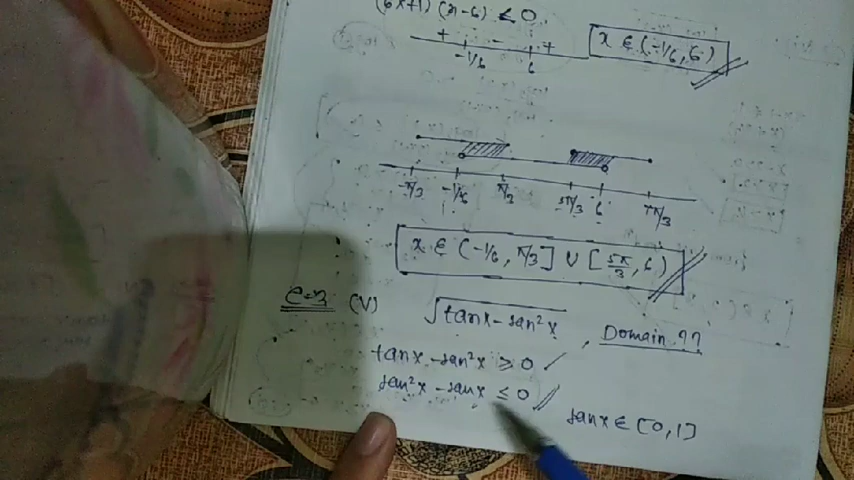 (6x+1) (x-6) ≤ 0.
+ - +
-1/6 6
x ∈ (-1/6, 6)
-π/3 -1/6 π/3 5π/3 6 7π/3
x ∈ (-1/6, π/3] ∪ [5π/3, 6)
(V) √tanx - tan²x , Domain ??
tanx - tan²x ≥ 0
tan²x - tanx ≤ 0
tanx ∈ [0, 1]